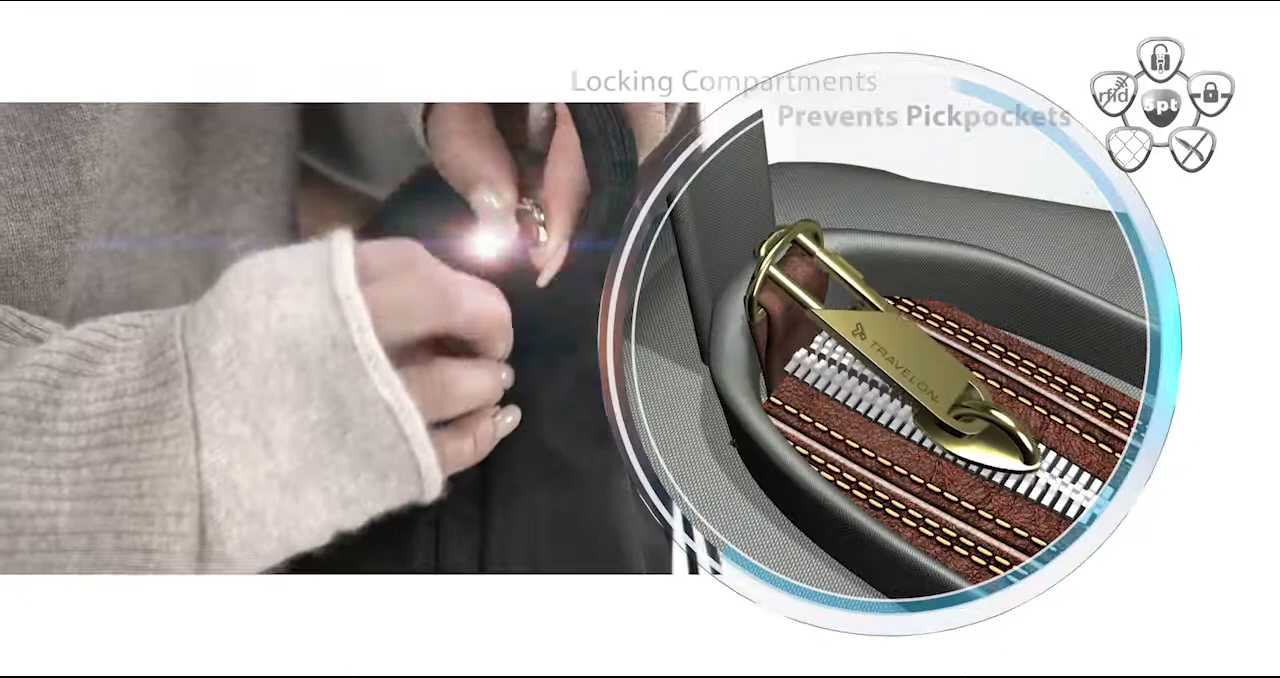 Locking Compartments
Prevents Pickpockets
rfid
5pt
TRAVELON.